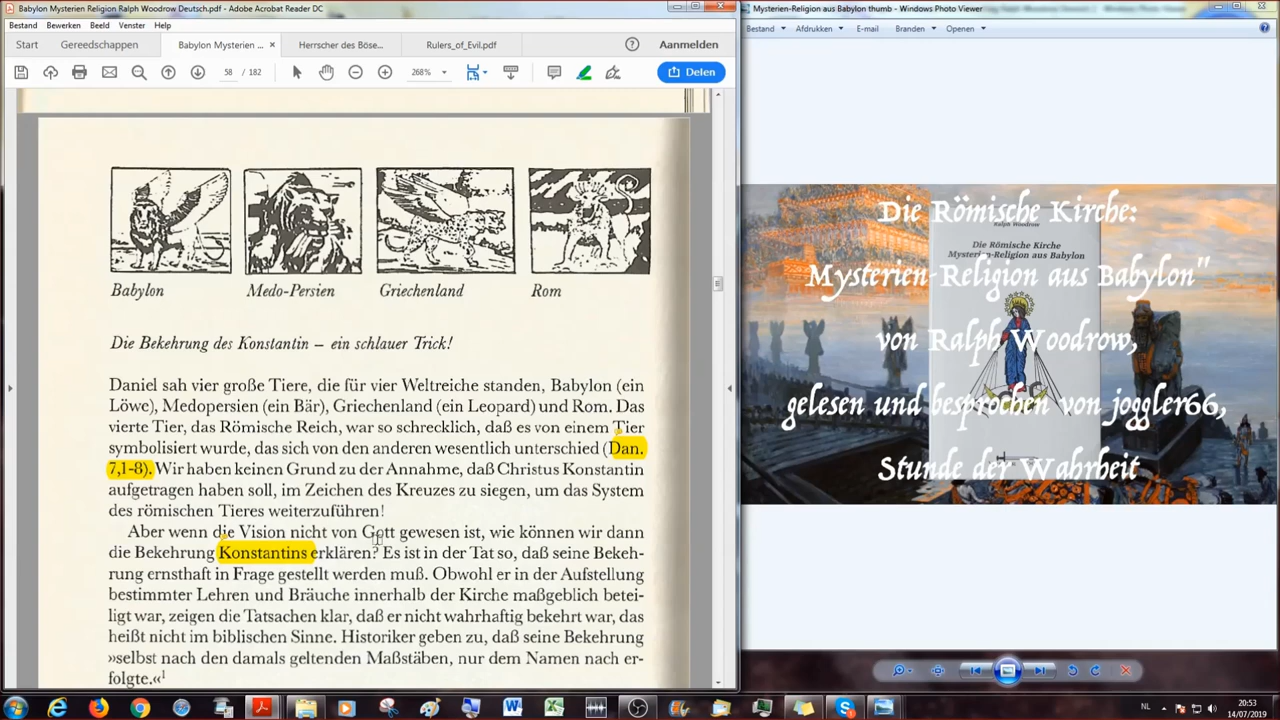 Babylon Mysterien Religion Ralph Woodrow Deutsch.pdf - Adobe Acrobat Reader DC
Bestand Bewerken Beeld Venster Help
Start Gereedschappen Babylon Mysterien ... × Herrscher des Böse... Rulers_of_Evil.pdf Aanmelden
58 / 182 268% Delen
Babylon Medo-Persien Griechenland Rom
Die Bekehrung des Konstantin – ein schlauer Trick!
Daniel sah vier große Tiere, die für vier Weltreiche standen, Babylon (ein
Löwe), Medopersien (ein Bär), Griechenland (ein Leopard) und Rom. Das
vierte Tier, das Römische Reich, war so schrecklich, daß es von einem Tier
symbolisiert wurde, das sich von den anderen wesentlich unterschied (Dan.
7,1-8). Wir haben keinen Grund zu der Annahme, daß Christus Konstantin
aufgetragen haben soll, im Zeichen des Kreuzes zu siegen, um das System
des römischen Tieres weiterzuführen!
Aber wenn die Vision nicht von Gott gewesen ist, wie können wir dann
die Bekehrung Konstantins erklären? Es ist in der Tat so, daß seine Bekeh-
rung ernsthaft in Frage gestellt werden muß. Obwohl er in der Aufstellung
bestimmter Lehren und Bräuche innerhalb der Kirche maßgeblich betei-
ligt war, zeigen die Tatsachen klar, daß er nicht wahrhaftig bekehrt war, das
heißt nicht im biblischen Sinne. Historiker geben zu, daß seine Bekehrung
»selbst nach den damals geltenden Maßstäben, nur dem Namen nach er-
folgte.«¹
Mysterien-Religion aus Babylon thumb - Windows Photo Viewer
Bestand Afdrukken E-mail Branden Openen
Die Römische Kirche:
Ralph Woodrow
Die Römische Kirche
Mysterien-Religion aus Babylon
Mysterien-Religion aus Babylon"
von Ralph Woodrow,
gelesen und besprochen von joggler66,
Stunde der Wahrheit
NL 20:53
14/07/2019